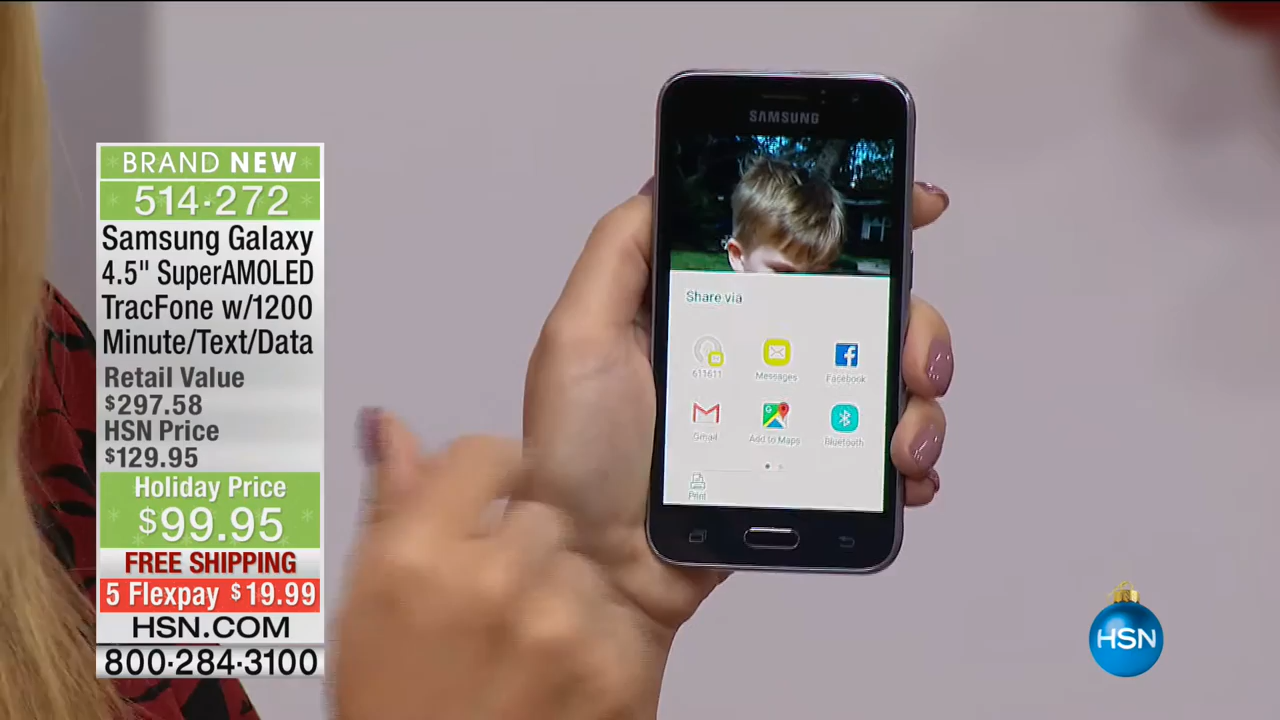 BRAND NEW
514·272
Samsung Galaxy
4.5" SuperAMOLED
TracFone w/1200
Minute/Text/Data
Retail Value
$297.58
HSN Price
$129.95
Holiday Price
$99.95
FREE SHIPPING
5 Flexpay $19.99
HSN.COM
800·284·3100
SAMSUNG
Share via
611611
Messages
Facebook
Gmail
Add to Maps
Bluetooth
Print
HSN